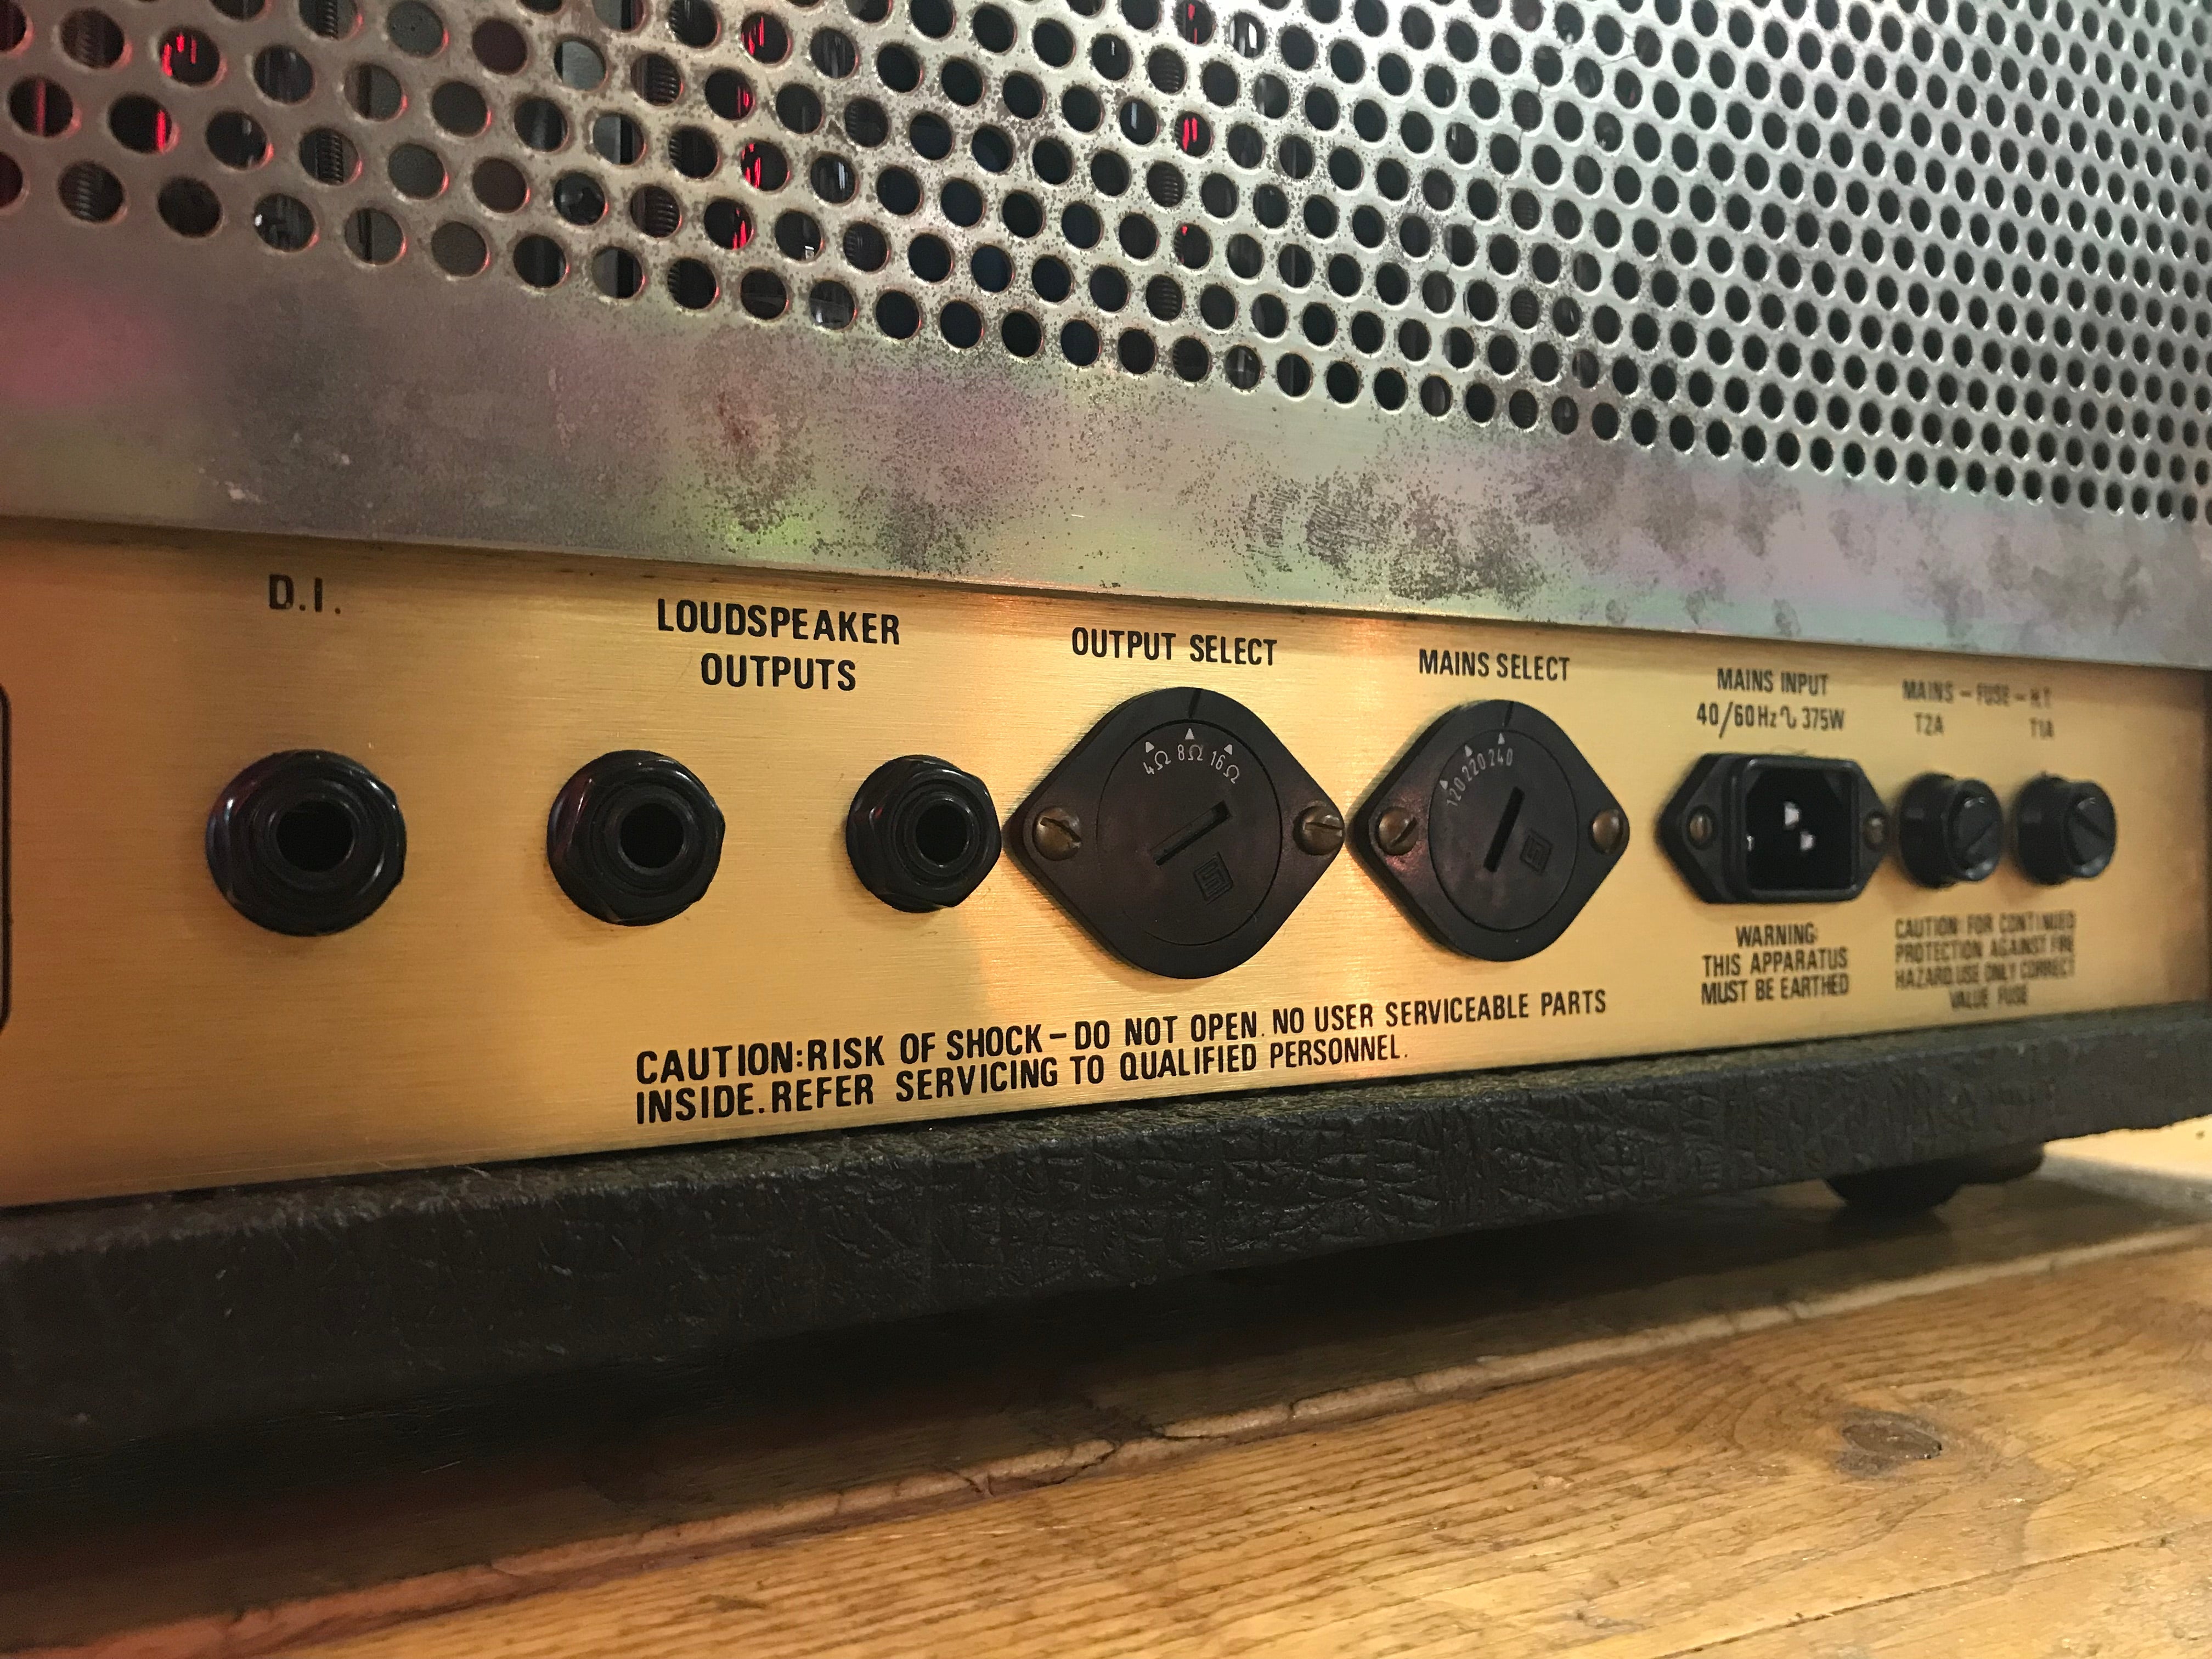 D.I.
LOUDSPEAKER
OUTPUTS
OUTPUT SELECT
4Ω 8Ω 16Ω
MAINS SELECT
120 220 240
MAINS INPUT
40/60Hz∿375W
MAINS – FUSE – H.T
T2A T1A
WARNING:
THIS APPARATUS
MUST BE EARTHED
CAUTION: FOR CONTINUED
PROTECTION AGAINST FIRE
HAZARD.USE ONLY CORRECT
VALUE FUSE
CAUTION:RISK OF SHOCK–DO NOT OPEN. NO USER SERVICEABLE PARTS
INSIDE.REFER SERVICING TO QUALIFIED PERSONNEL.